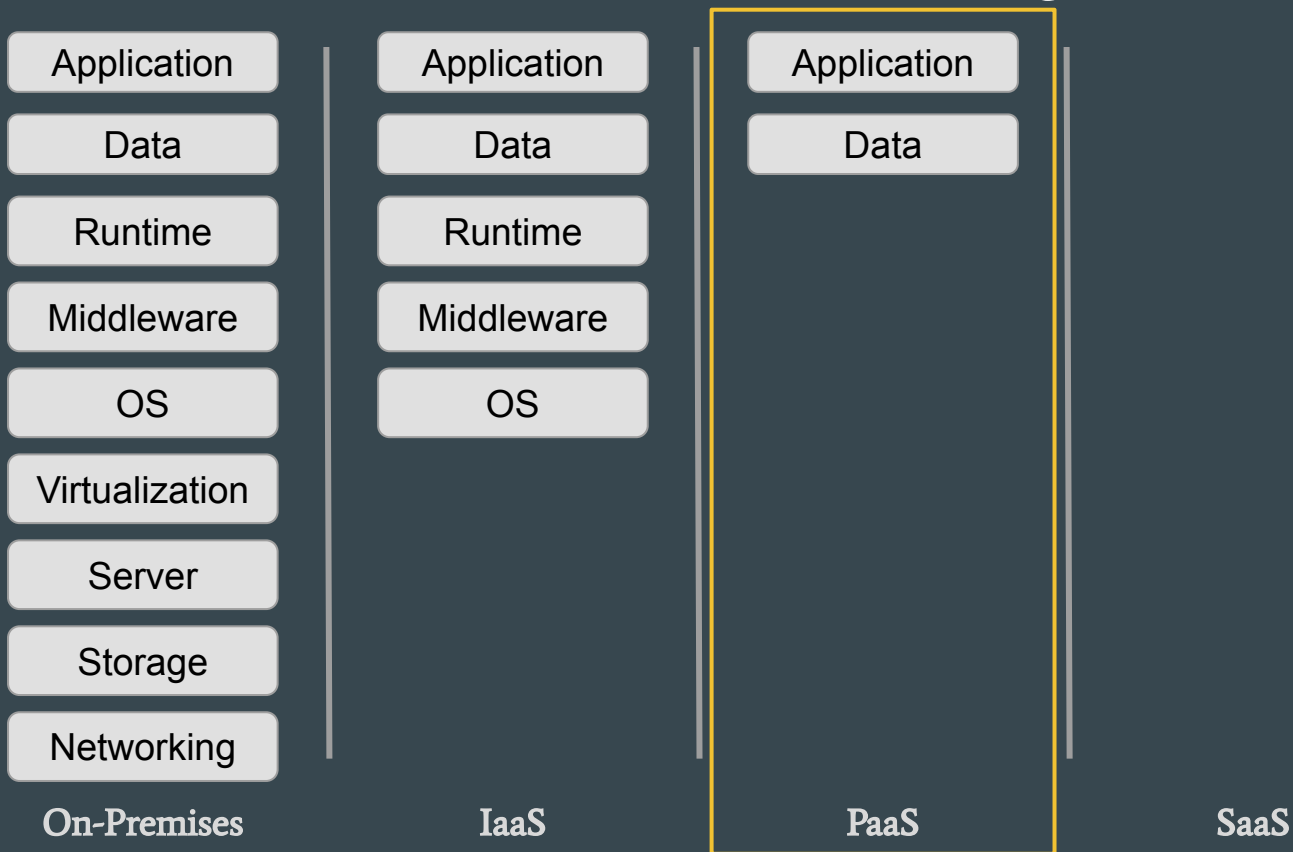 Application
Data
Runtime
Middleware
OS
Virtualization
Server
Storage
Networking
On-Premises
Application
Data
Runtime
Middleware
OS
IaaS
Application
Data
PaaS
SaaS